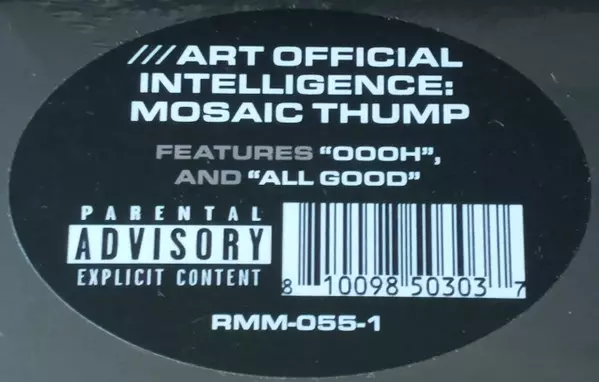 ///ART OFFICIAL
INTELLIGENCE:
MOSAIC THUMP
FEATURES “OOOH”,
AND “ALL GOOD”
PARENTAL
ADVISORY
EXPLICIT CONTENT
8 10098 50303 7
RMM-055-1